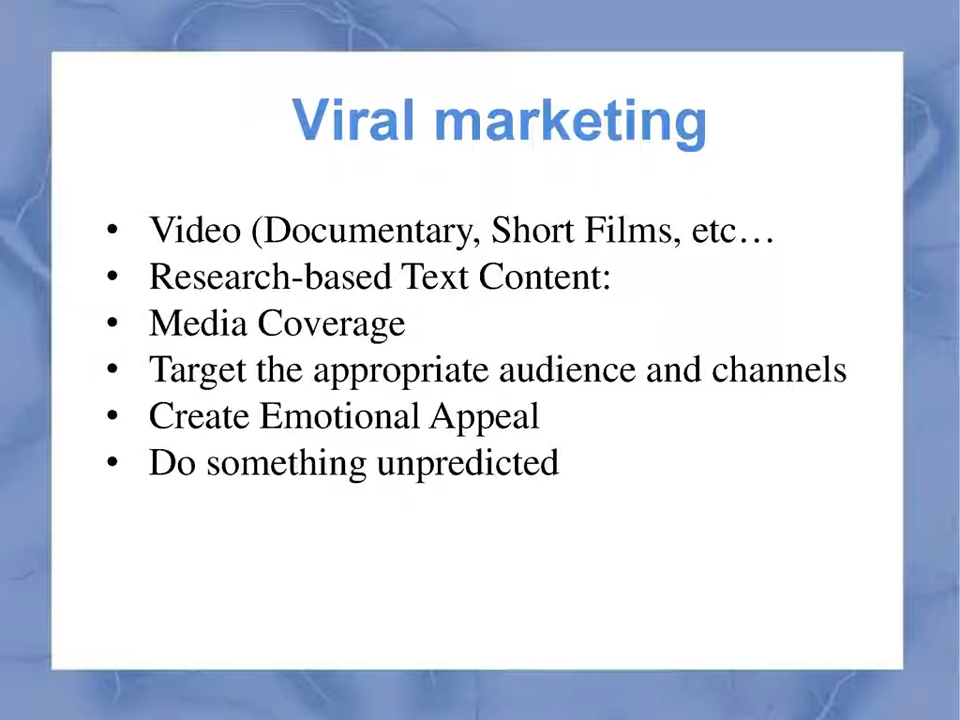 Viral marketing
• Video (Documentary, Short Films, etc…
• Research-based Text Content:
• Media Coverage
• Target the appropriate audience and channels
• Create Emotional Appeal
• Do something unpredicted